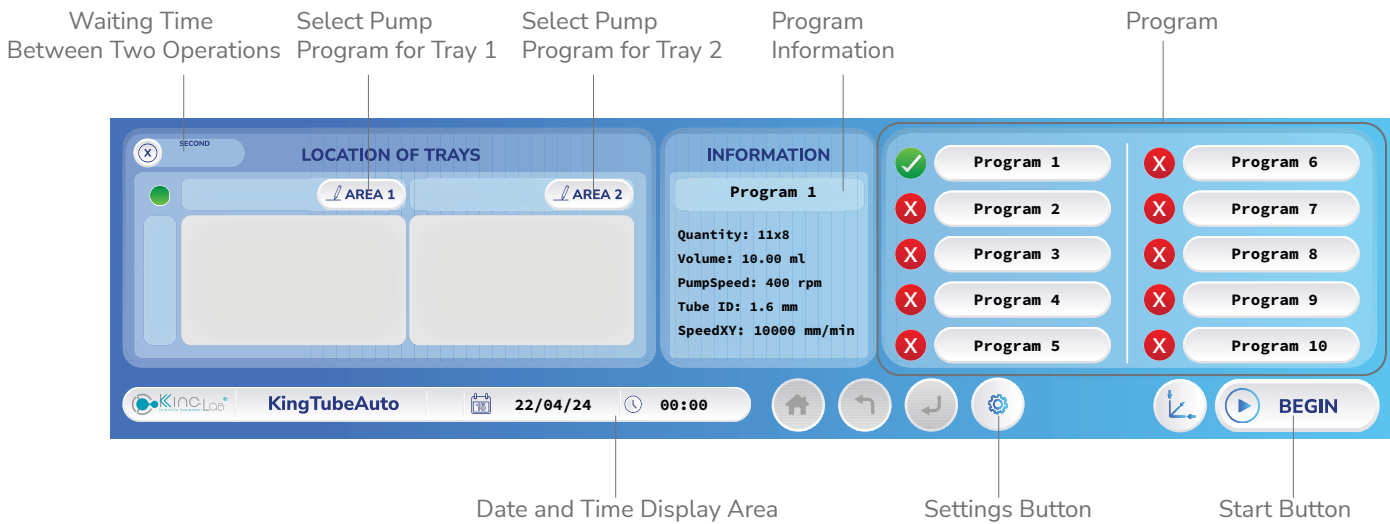 Waiting Time
Between Two Operations
Select Pump
Program for Tray 1
Select Pump
Program for Tray 2
Program
Information
Program
X
SECOND
LOCATION OF TRAYS
AREA 1
AREA 2
INFORMATION
Program 1
Quantity: 11x8
Volume: 10.00 ml
PumpSpeed: 400 rpm
Tube ID: 1.6 mm
SpeedXY: 10000 mm/min
Program 1
X Program 2
X Program 3
X Program 4
X Program 5
X Program 6
X Program 7
X Program 8
X Program 9
X Program 10
KINGLAB®
Scientific Equipment
KingTubeAuto
22/04/24
00:00
BEGIN
Date and Time Display Area
Settings Button
Start Button